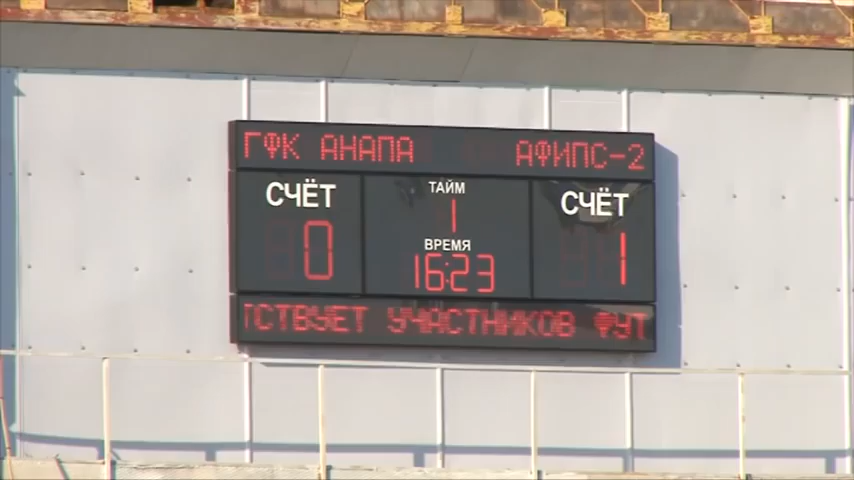 ГФК АНАПА АФИПС-2
СЧЁТ ТАЙМ СЧЁТ
0 1 1
ВРЕМЯ
16:23
ТСТВУЕТ УЧАСТНИКОВ ФУТ